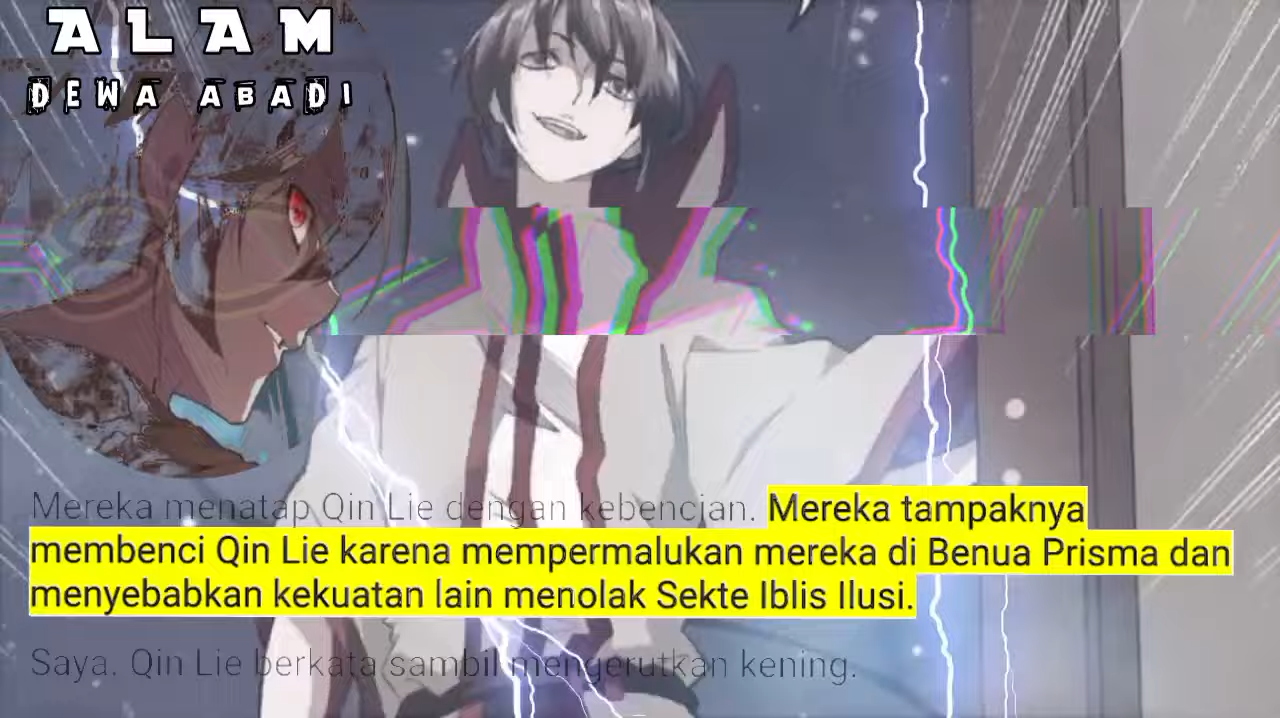 ALAM
DEWA ABADI
Mereka menatap Qin Lie dengan kebencian. Mereka tampaknya
membenci Qin Lie karena mempermalukan mereka di Benua Prisma dan
menyebabkan kekuatan lain menolak Sekte Iblis Ilusi.
Saya. Qin Lie berkata sambil mengerutkan kening.